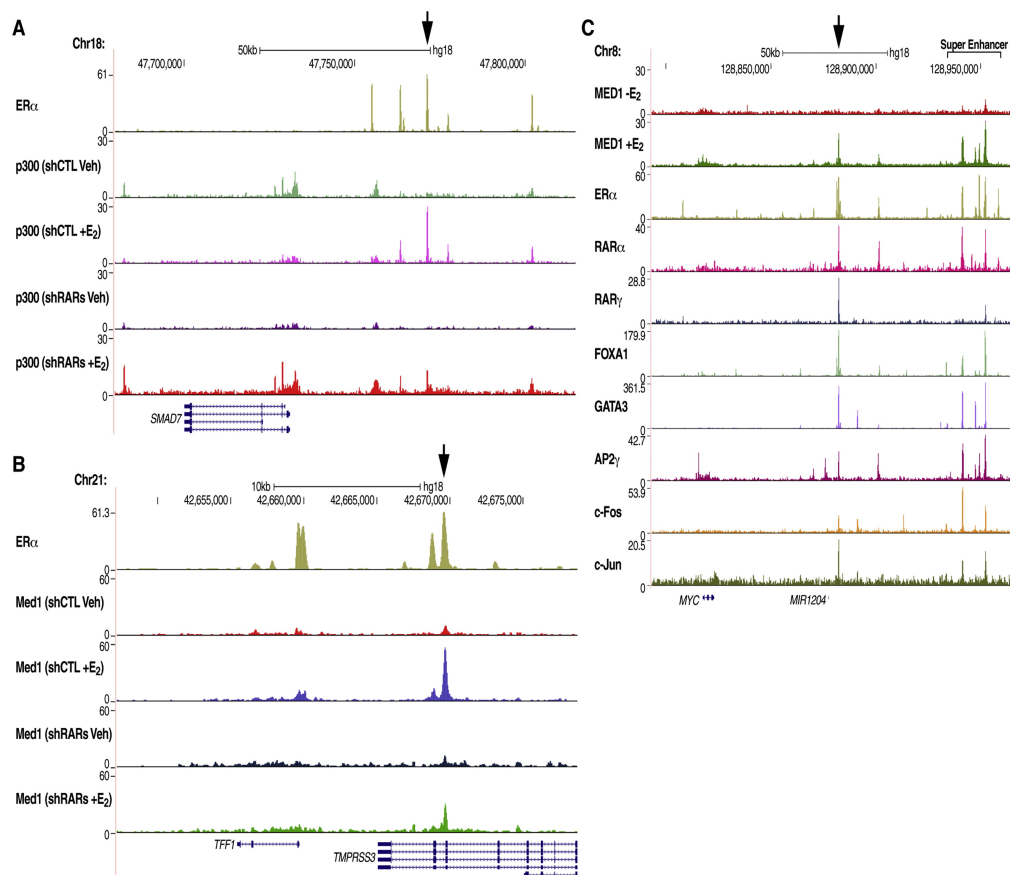 A
Chr18:
50kb hg18
47,700,000 47,750,000 47,800,000
61
ERα
0
30
p300 (shCTL Veh)
0
30
p300 (shCTL +E2)
0
30
p300 (shRARs Veh)
0
30
p300 (shRARs +E2)
0
SMAD7
B
Chr21:
10kb hg18
42,655,000 42,660,000 42,665,000 42,670,000 42,675,000
61.3
ERα
0
60
Med1 (shCTL Veh)
0
60
Med1 (shCTL +E2)
0
60
Med1 (shRARs Veh)
0
60
Med1 (shRARs +E2)
0
TFF1
TMPRSS3
C
Chr8:
50kb hg18
Super Enhancer
128,850,000 128,900,000 128,950,000
30
MED1 -E2
0
30
MED1 +E2
0
60
ERα
0
40
RARα
0
28.8
RARγ
0
179.9
FOXA1
0
361.5
GATA3
0
42.7
AP2γ
0
53.9
c-Fos
0
20.5
c-Jun
0
MYC MIR1204